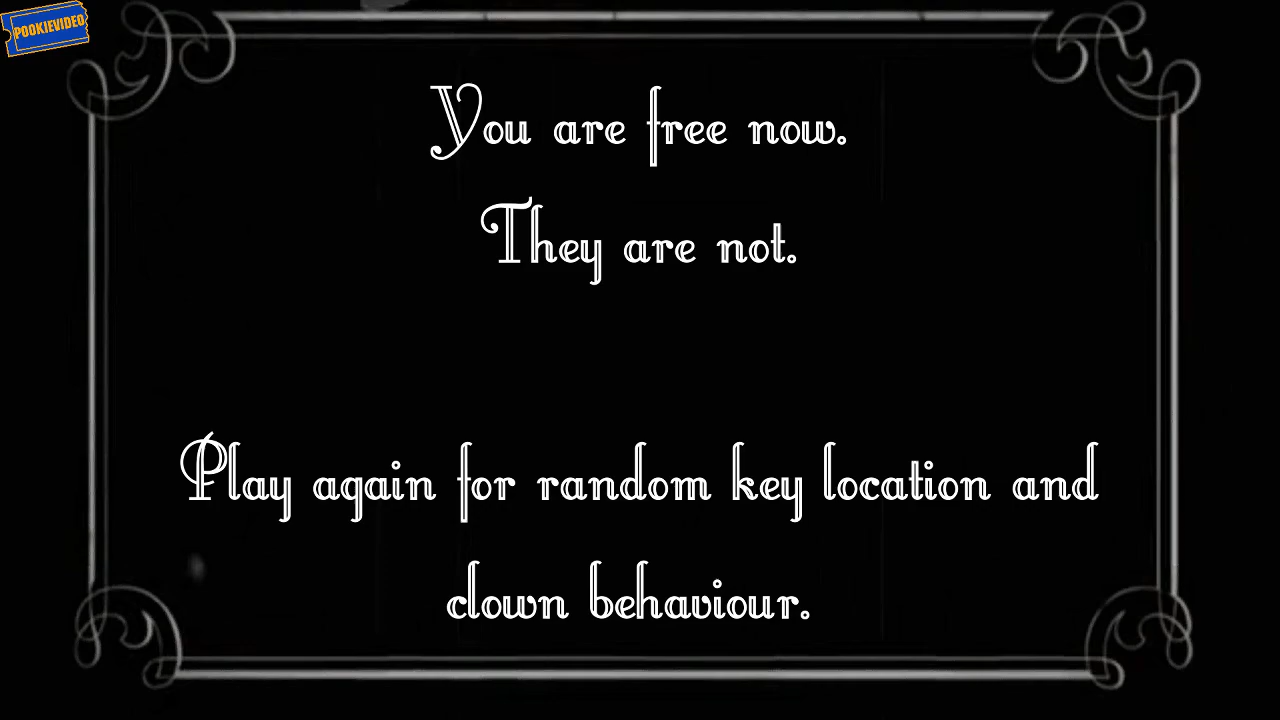 POOKIEVIDEO
You are free now.
They are not.
Play again for random key location and
clown behaviour.